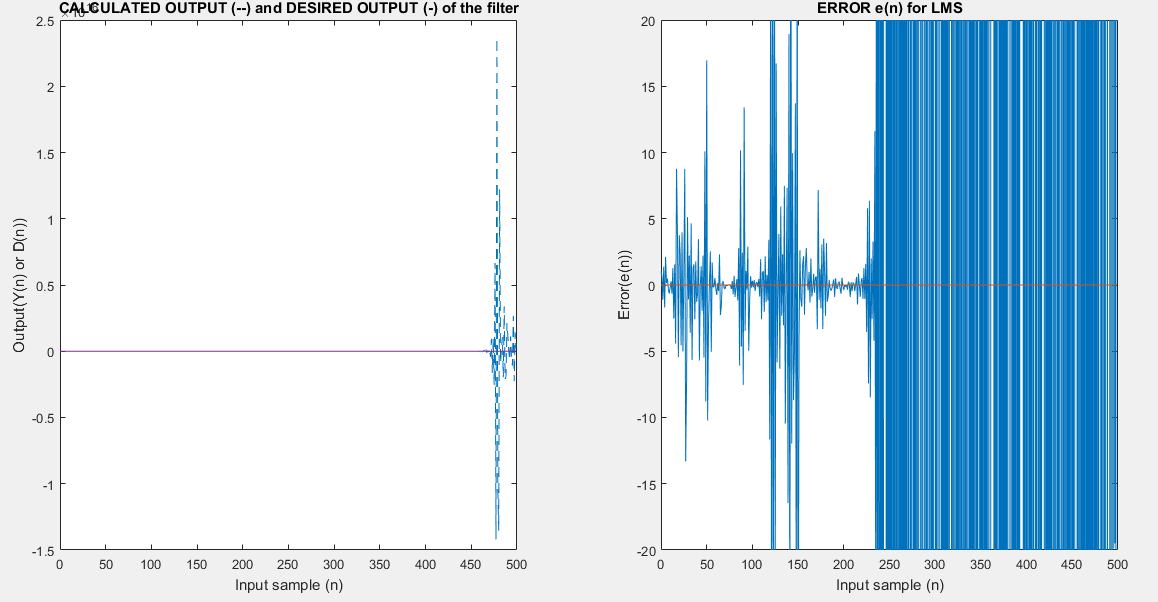 CALCULATED OUTPUT (--) and DESIRED OUTPUT (-) of the filter
2.5
2
1.5
1
0.5
0
-0.5
-1
-1.5
Output(Y(n) or D(n))
0 50 100 150 200 250 300 350 400 450 500
Input sample (n)
ERROR e(n) for LMS
20
15
10
5
0
-5
-10
-15
-20
Error(e(n))
0 50 100 150 200 250 300 350 400 450 500
Input sample (n)